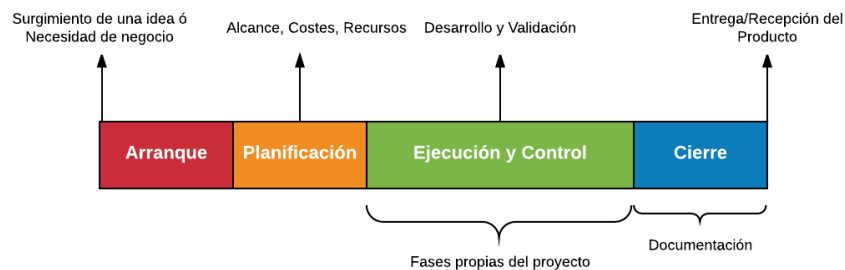 Surgimiento de una idea ó
Necesidad de negocio
Alcance, Costes, Recursos
Desarrollo y Validación
Entrega/Recepción del
Producto
Arranque
Planificación
Ejecución y Control
Cierre
Fases propias del proyecto
Documentación